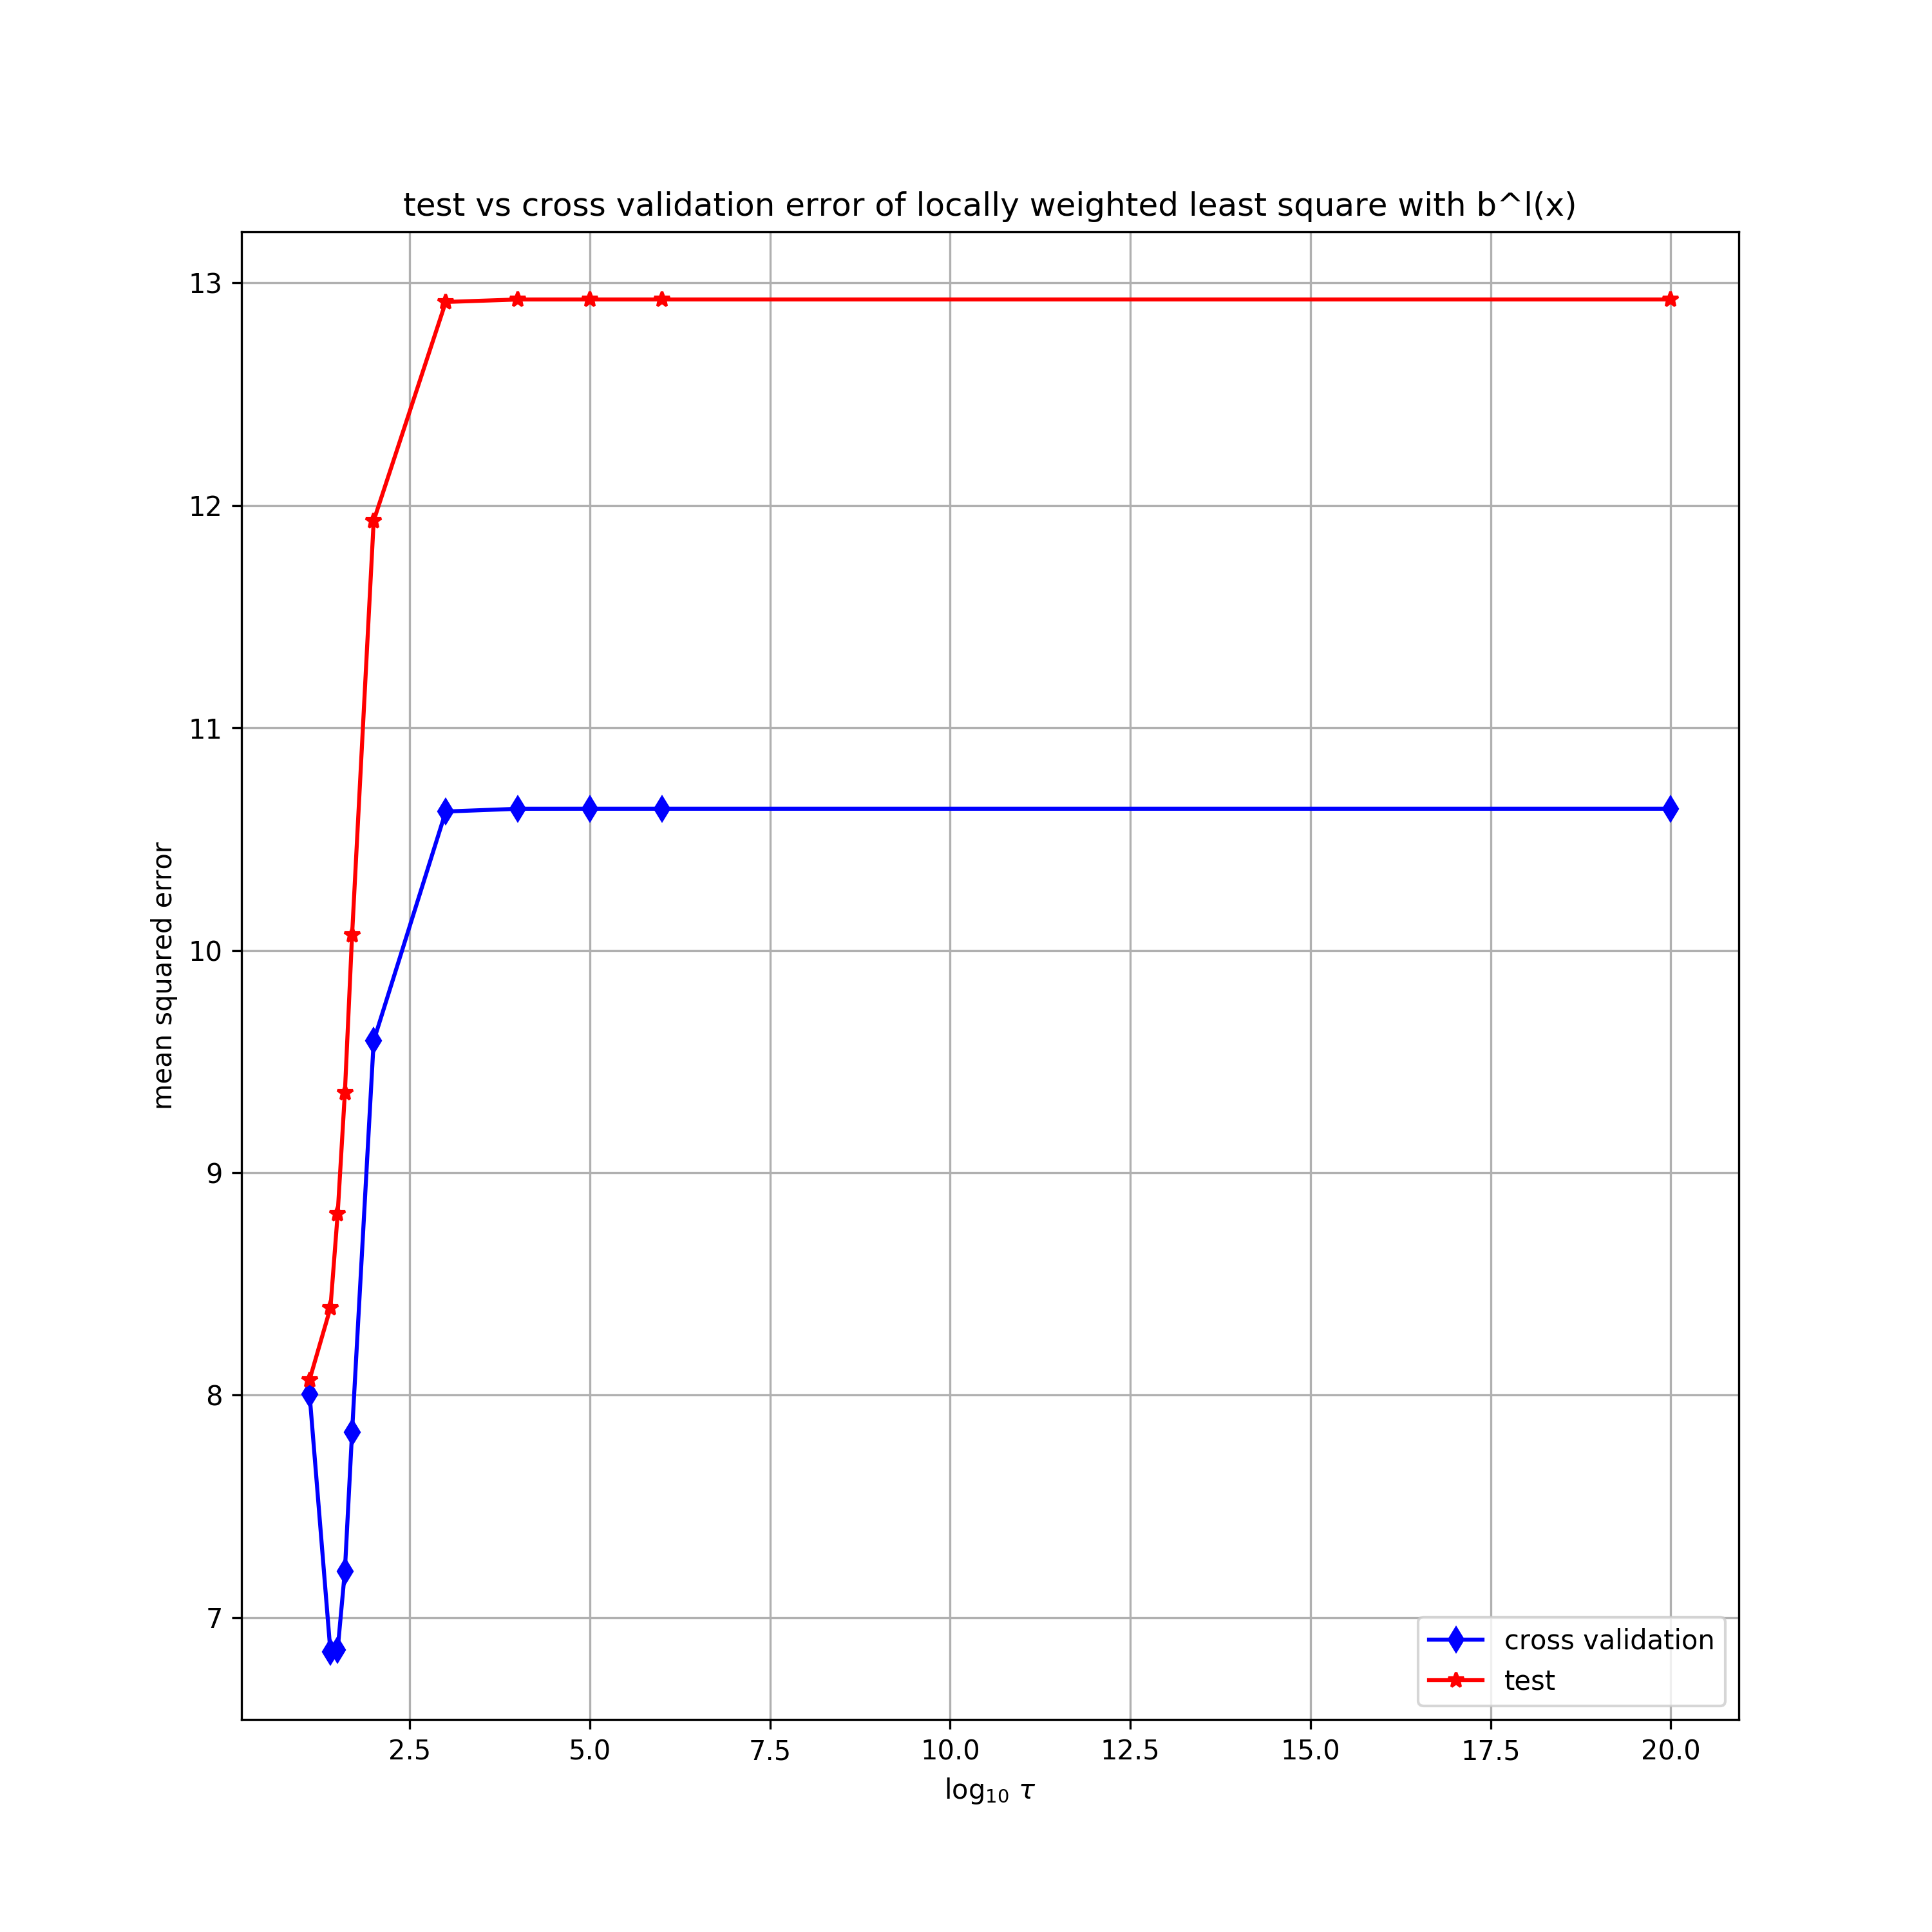 test vs cross validation error of locally weighted least square with b^l(x)
13
12
11
10
9
8
7
mean squared error
2.5 5.0 7.5 10.0 12.5 15.0 17.5 20.0
log₁₀ τ
cross validation
test